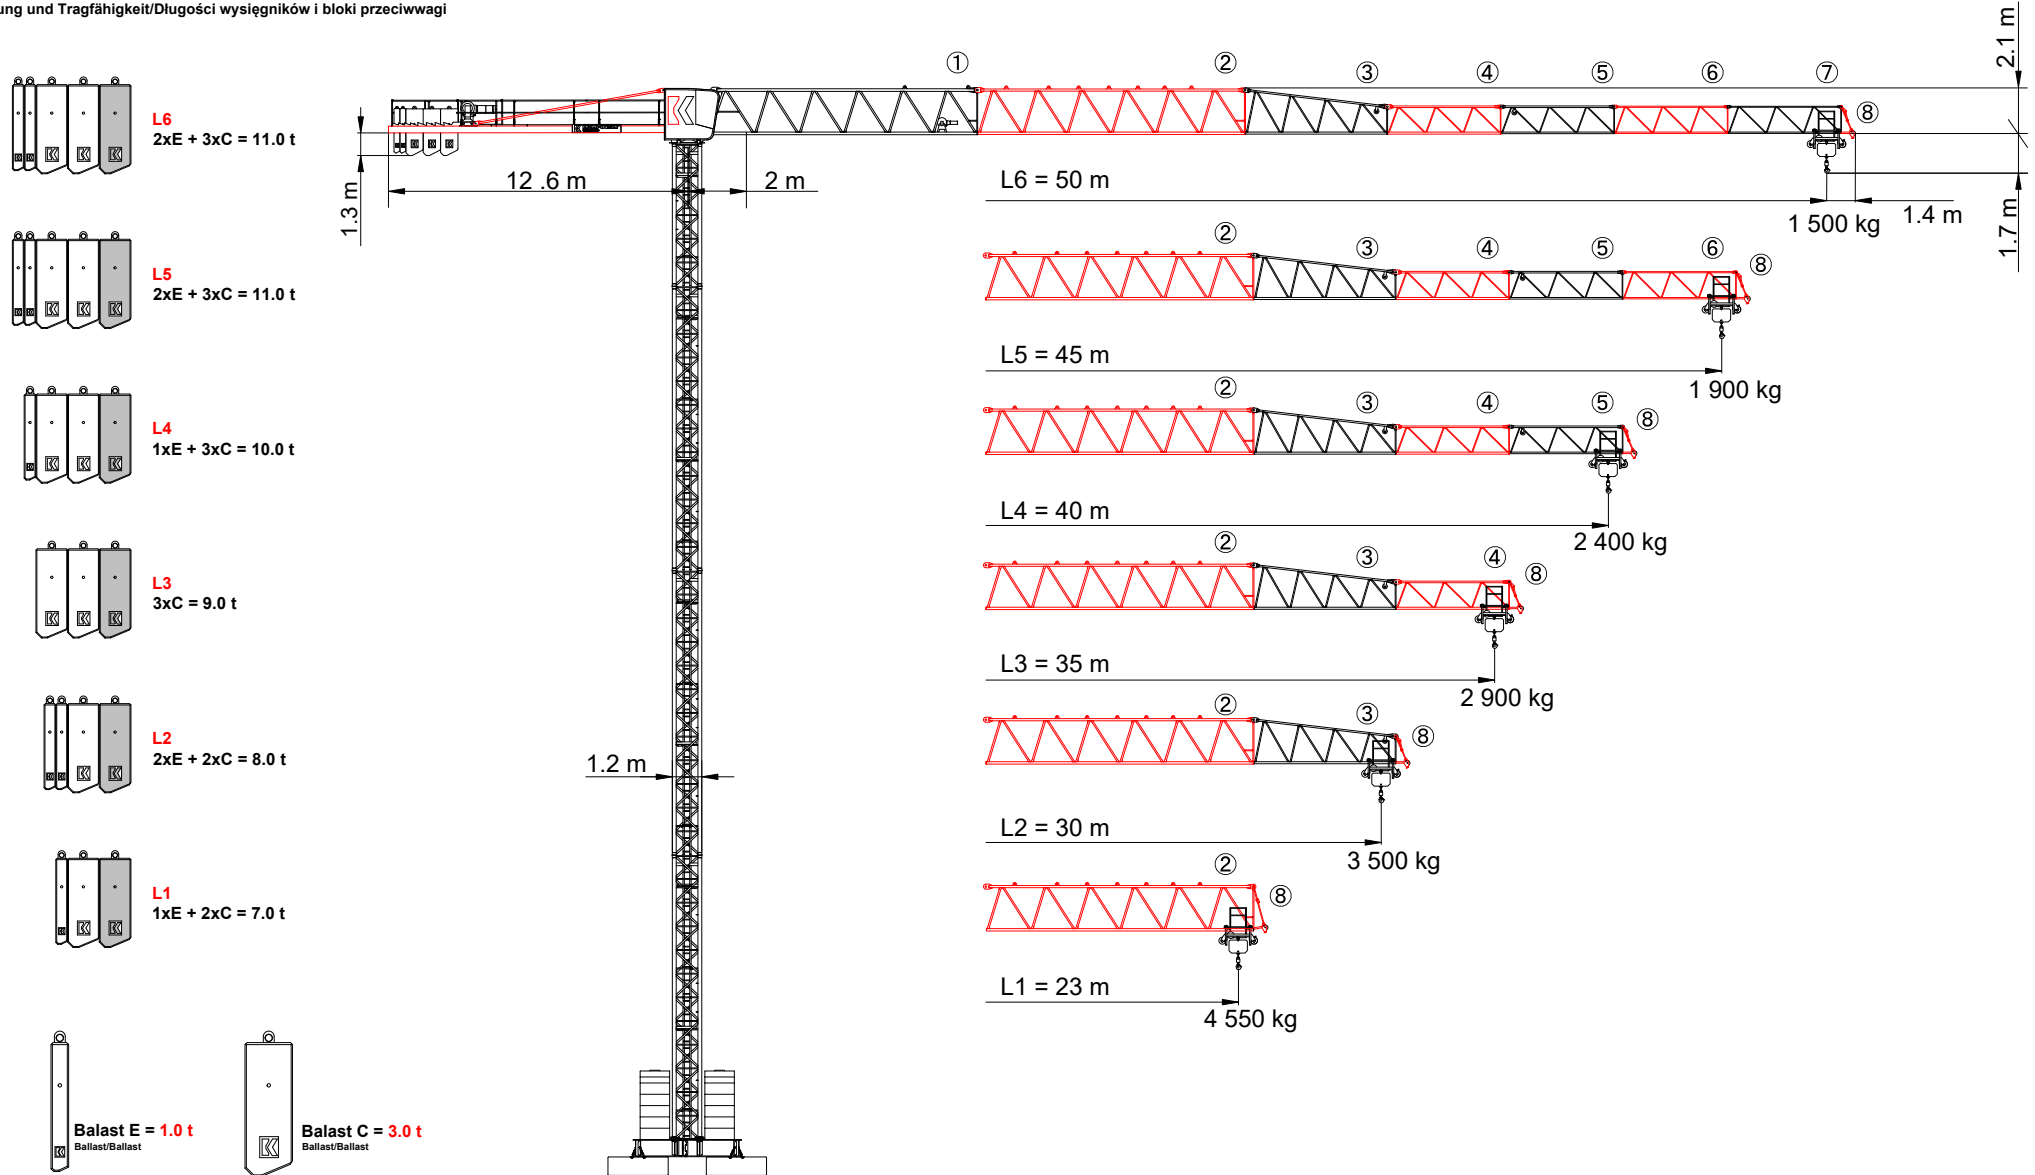 ung und Tragfähigkeit/Długości wysięgników i bloki przeciwwagi
L6
2xE + 3xC = 11.0 t
L5
2xE + 3xC = 11.0 t
L4
1xE + 3xC = 10.0 t
L3
3xC = 9.0 t
L2
2xE + 2xC = 8.0 t
L1
1xE + 2xC = 7.0 t
Balast E = 1.0 t
Ballast/Ballast
Balast C = 3.0 t
Ballast/Ballast
① ② ③ ④ ⑤ ⑥ ⑦ ⑧
2.1 m
1.3 m
12 .6 m
2 m
L6 = 50 m
1 500 kg
1.4 m
1.7 m
② ③ ④ ⑤ ⑥ ⑧
L5 = 45 m
1 900 kg
② ③ ④ ⑤ ⑧
L4 = 40 m
2 400 kg
② ③ ④ ⑧
L3 = 35 m
2 900 kg
② ③ ⑧
1.2 m
L2 = 30 m
3 500 kg
② ⑧
L1 = 23 m
4 550 kg